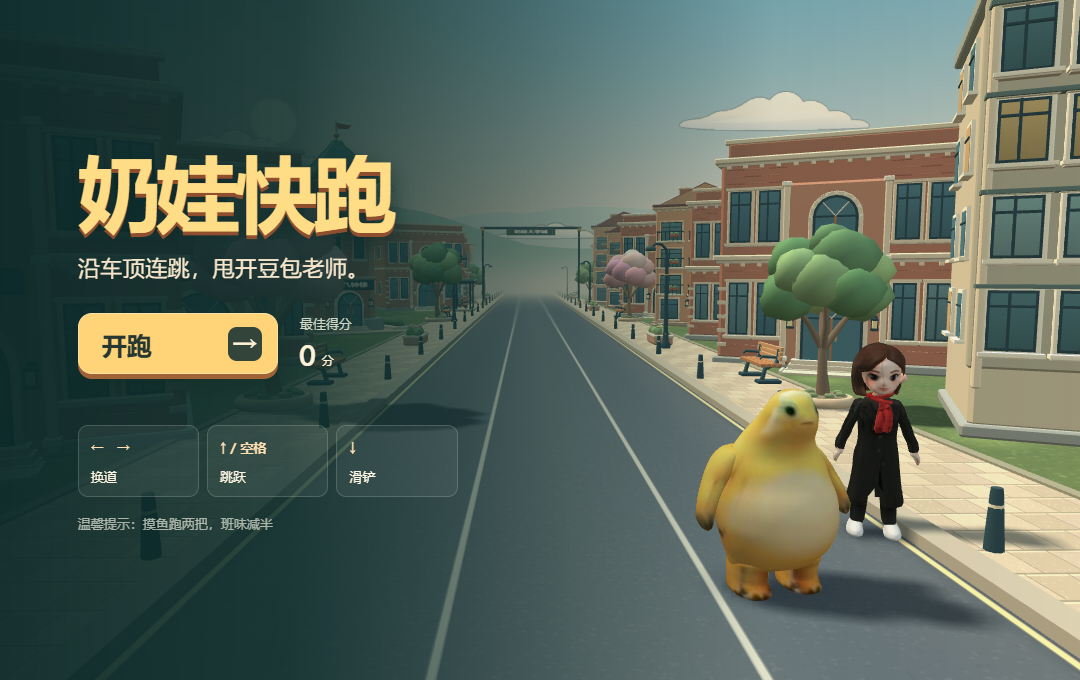 奶娃快跑
沿车顶连跳，甩开豆包老师。
开跑 →
最佳得分
0 分
← →
换道
↑ / 空格
跳跃
↓
滑铲
温馨提示：摸鱼跑两把，班味减半